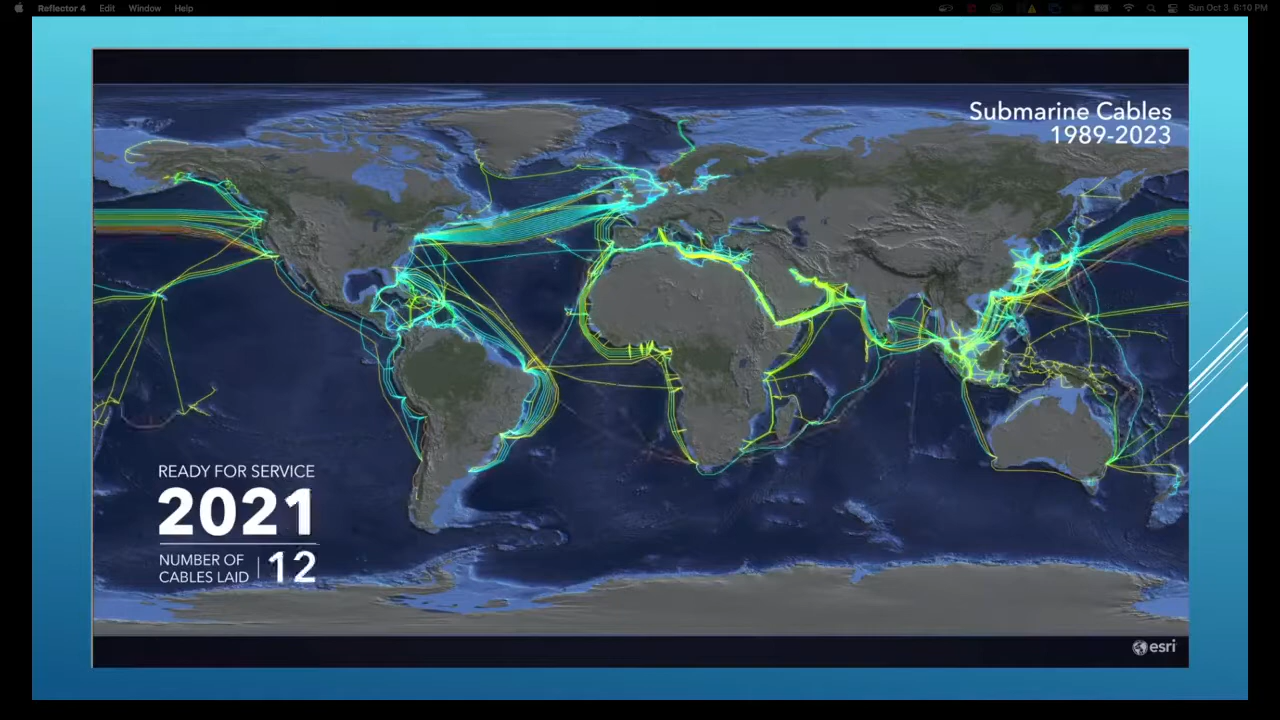 Reflector 4 Edit Window Help Sun Oct 3 6:10 PM
Submarine Cables
1989-2023
READY FOR SERVICE
2021
NUMBER OF
CABLES LAID
12
esri